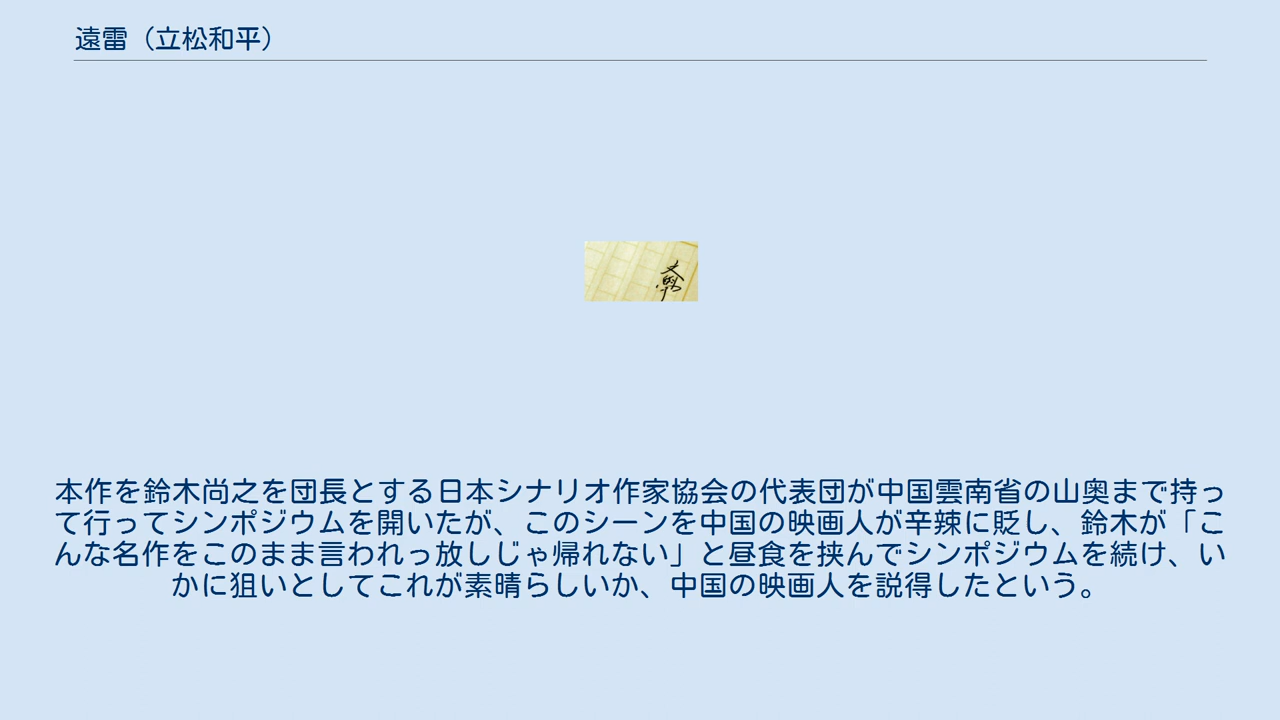 遠雷（立松和平）
本作を鈴木尚之を団長とする日本シナリオ作家協会の代表団が中国雲南省の山奥まで持っ
て行ってシンポジウムを開いたが、このシーンを中国の映画人が辛辣に貶し、鈴木が「こ
んな名作をこのまま言われっ放しじゃ帰れない」と昼食を挟んでシンポジウムを続け、い
かに狙いとしてこれが素晴らしいか、中国の映画人を説得したという。